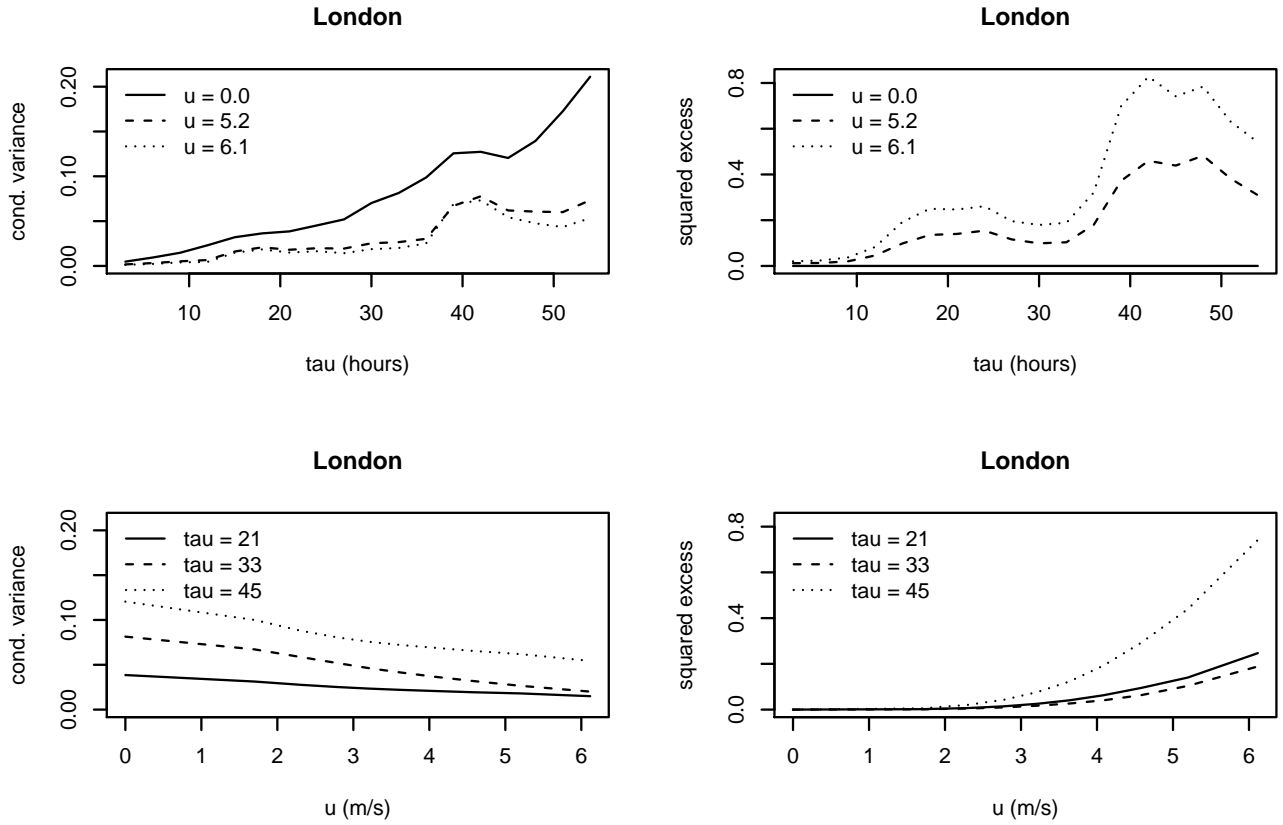 London
cond. variance
0.00 0.10 0.20
u = 0.0
u = 5.2
u = 6.1
10 20 30 40 50
tau (hours)
London
squared excess
0.0 0.4 0.8
u = 0.0
u = 5.2
u = 6.1
10 20 30 40 50
tau (hours)
London
cond. variance
0.00 0.10 0.20
tau = 21
tau = 33
tau = 45
0 1 2 3 4 5 6
u (m/s)
London
squared excess
0.0 0.4 0.8
tau = 21
tau = 33
tau = 45
0 1 2 3 4 5 6
u (m/s)